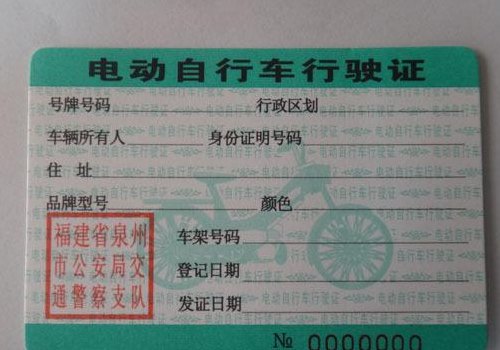 电动自行车行驶证
号牌号码 行政区划
车辆所有人 身份证明号码
住 址
品牌型号 颜色
福建省泉州
市公安局交
通警察支队
车架号码
登记日期
发证日期
№ 0000000